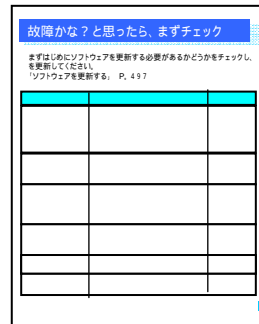 故障かな？と思ったら、まずチェック
まずはじめにソフトウェアを更新する必要があるかどうかをチェックし、
を更新してください。
「ソフトウェアを更新する」 P. 497